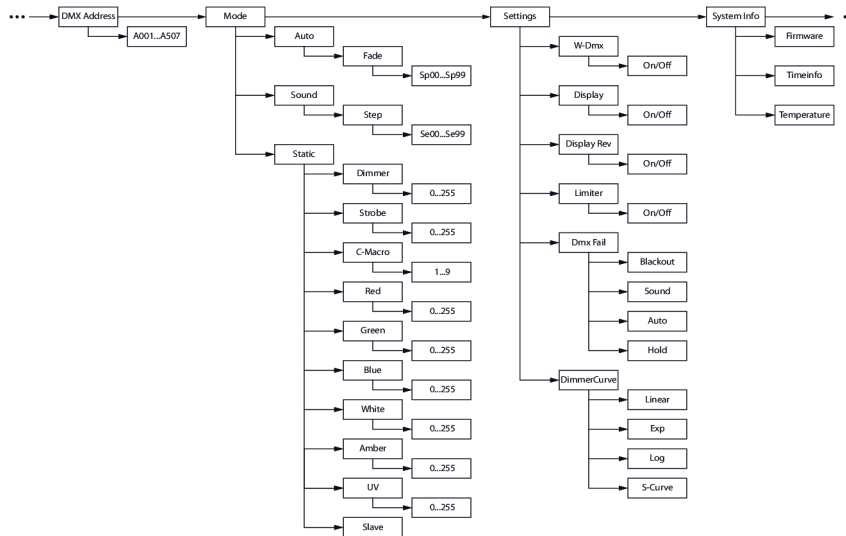 DMX Address
A001...A507
Mode
Auto
Fade
Sp00...Sp99
Sound
Step
Se00...Se99
Static
Dimmer
0...255
Strobe
0...255
C-Macro
1...9
Red
0...255
Green
0...255
Blue
0...255
White
0...255
Amber
0...255
UV
0...255
Slave
Settings
W-Dmx
On/Off
Display
On/Off
Display Rev
On/Off
Limiter
On/Off
Dmx Fail
Blackout
Sound
Auto
Hold
DimmerCurve
Linear
Exp
Log
S-Curve
System Info
Firmware
Timeinfo
Temperature